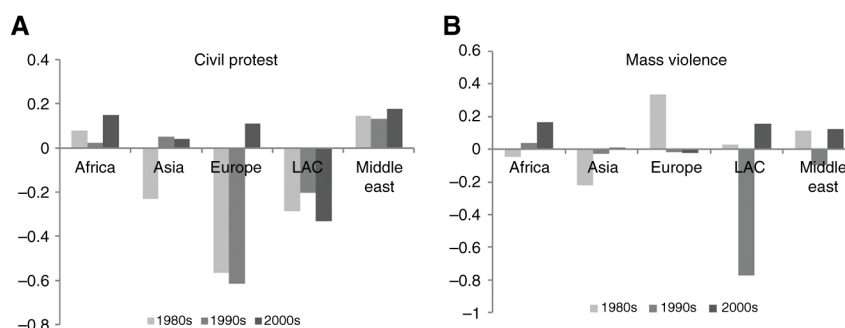 A
Civil protest
0.4
0.2
0
–0.2
–0.4
–0.6
–0.8
Africa
Asia
Europe
LAC
Middle
east
1980s
1990s
2000s
B
Mass violence
0.6
0.4
0.2
0
–0.2
–0.4
–0.6
–0.8
–1
Africa
Asia
Europe
LAC
Middle
east
1980s
1990s
2000s